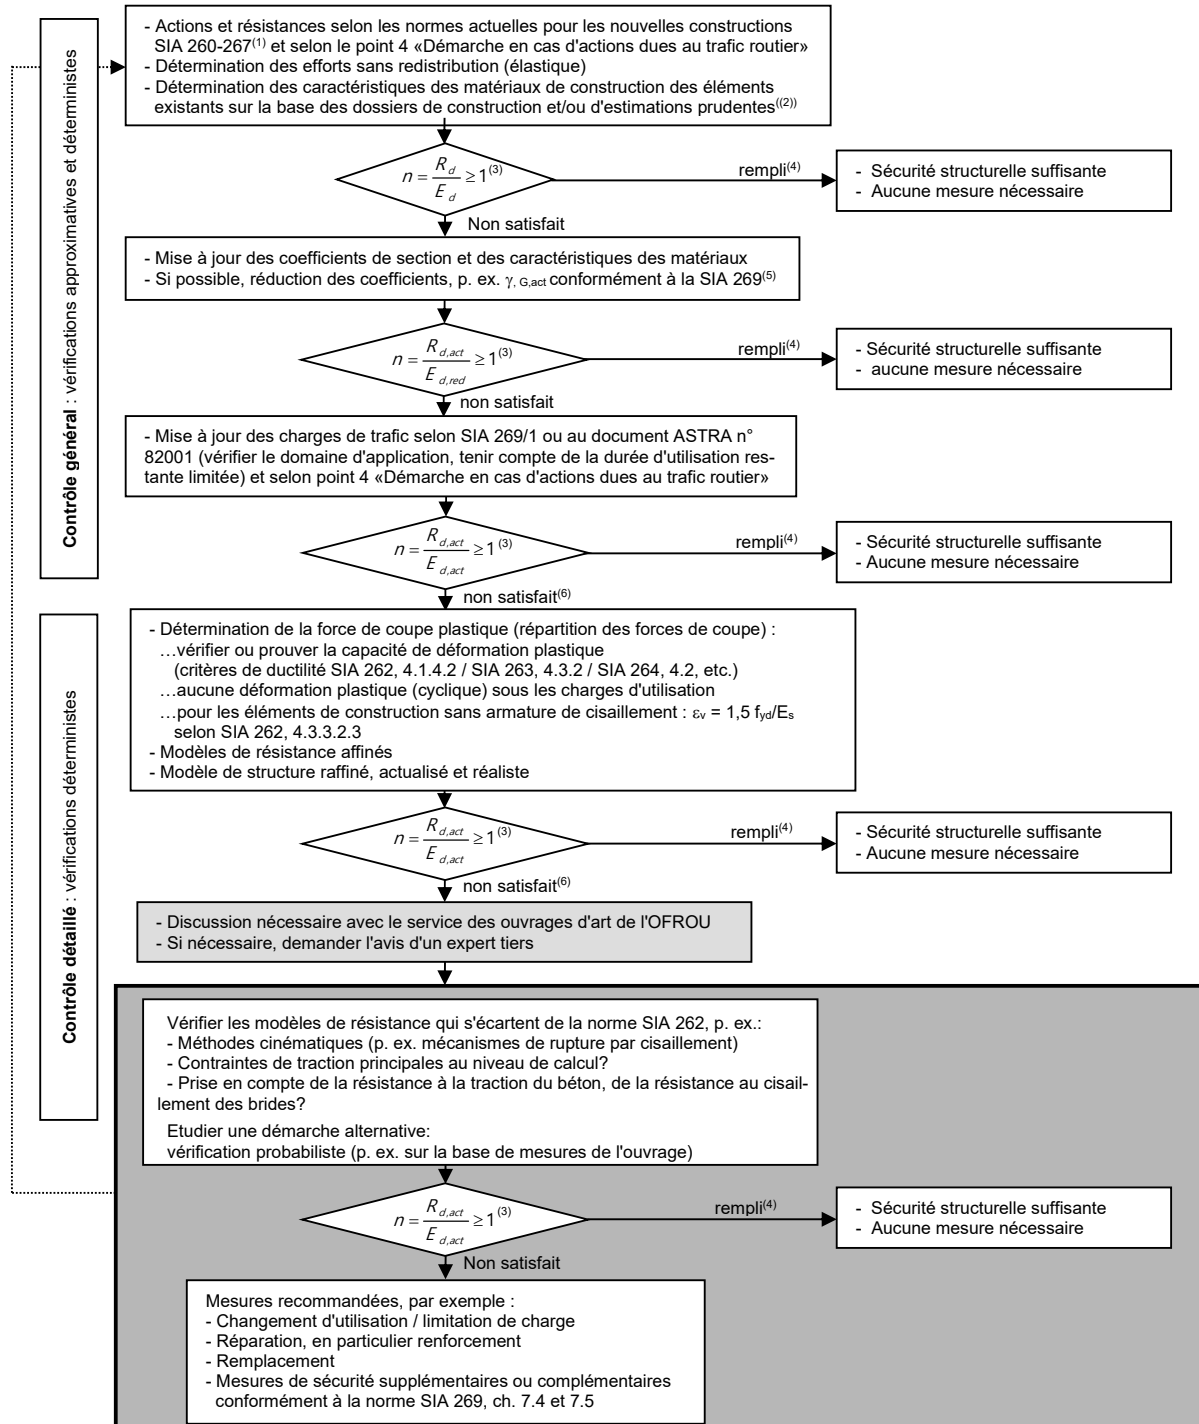 Contrôle général : vérifications approximatives et déterministes
- Actions et résistances selon les normes actuelles pour les nouvelles constructions
SIA 260-267(1) et selon le point 4 «Démarche en cas d'actions dues au trafic routier»
- Détermination des efforts sans redistribution (élastique)
- Détermination des caractéristiques des matériaux de construction des éléments
existants sur la base des dossiers de construction et/ou d'estimations prudentes((2))
n = R_d / E_d ≥ 1(3)
rempli(4)
- Sécurité structurelle suffisante
- Aucune mesure nécessaire
Non satisfait
- Mise à jour des coefficients de section et des caractéristiques des matériaux
- Si possible, réduction des coefficients, p. ex. γ, G,act conformément à la SIA 269(5)
n = R_d,act / E_d,red ≥ 1(3)
rempli(4)
- Sécurité structurelle suffisante
- aucune mesure nécessaire
non satisfait
- Mise à jour des charges de trafic selon SIA 269/1 ou au document ASTRA n°
82001 (vérifier le domaine d'application, tenir compte de la durée d'utilisation res-
tante limitée) et selon point 4 «Démarche en cas d'actions dues au trafic routier»
n = R_d,act / E_d,act ≥ 1(3)
rempli(4)
- Sécurité structurelle suffisante
- Aucune mesure nécessaire
non satisfait(6)
Contrôle détaillé : vérifications déterministes
- Détermination de la force de coupe plastique (répartition des forces de coupe) :
…vérifier ou prouver la capacité de déformation plastique
(critères de ductilité SIA 262, 4.1.4.2 / SIA 263, 4.3.2 / SIA 264, 4.2, etc.)
…aucune déformation plastique (cyclique) sous les charges d'utilisation
…pour les éléments de construction sans armature de cisaillement : εv = 1,5 fyd/Es
selon SIA 262, 4.3.3.2.3
- Modèles de résistance affinés
- Modèle de structure raffiné, actualisé et réaliste
n = R_d,act / E_d,act ≥ 1(3)
rempli(4)
- Sécurité structurelle suffisante
- Aucune mesure nécessaire
non satisfait(6)
- Discussion nécessaire avec le service des ouvrages d'art de l'OFROU
- Si nécessaire, demander l'avis d'un expert tiers
Vérifier les modèles de résistance qui s'écartent de la norme SIA 262, p. ex.:
- Méthodes cinématiques (p. ex. mécanismes de rupture par cisaillement)
- Contraintes de traction principales au niveau de calcul?
- Prise en compte de la résistance à la traction du béton, de la résistance au cisail-
lement des brides?
Etudier une démarche alternative:
vérification probabiliste (p. ex. sur la base de mesures de l'ouvrage)
n = R_d,act / E_d,act ≥ 1(3)
rempli(4)
- Sécurité structurelle suffisante
- Aucune mesure nécessaire
Non satisfait
Mesures recommandées, par exemple :
- Changement d'utilisation / limitation de charge
- Réparation, en particulier renforcement
- Remplacement
- Mesures de sécurité supplémentaires ou complémentaires
conformément à la norme SIA 269, ch. 7.4 et 7.5